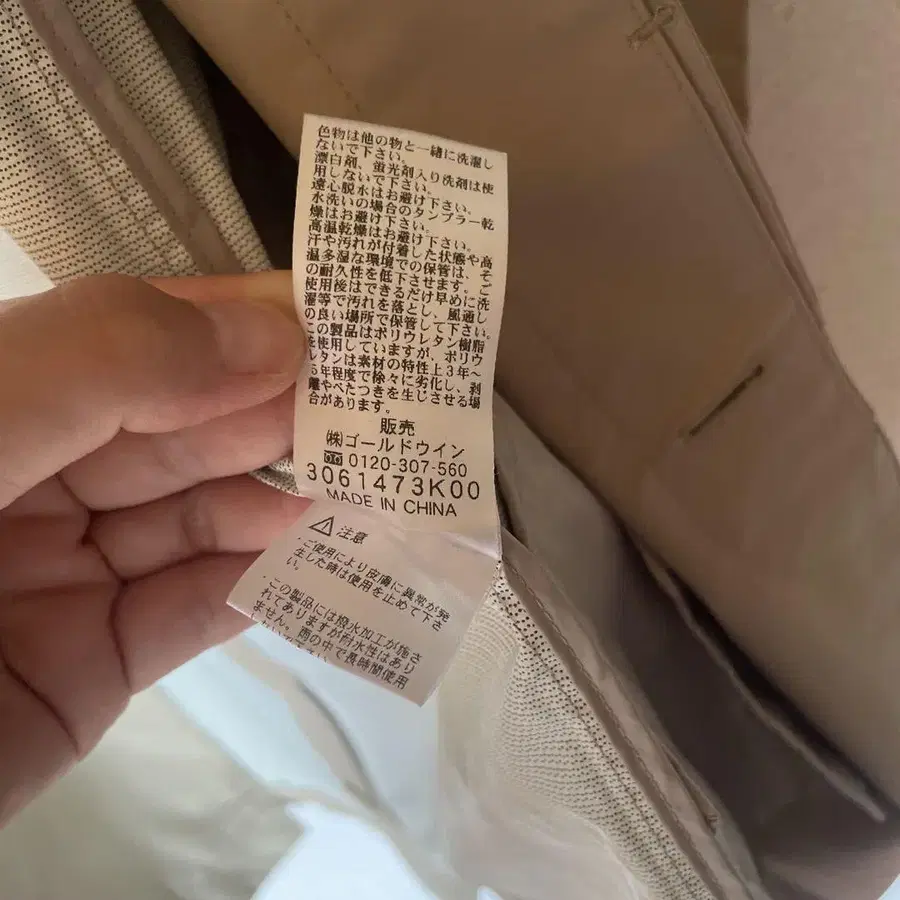 色物は他の物と一緒に洗濯し
ないで下さい。
漂白剤、蛍光剤入り洗剤は使
用しないで下さい。
遠心脱水はお避け下さい。
水洗いの場合のタンブラー乾
燥はお避け下さい。
高温乾燥はお避け下さい。
汗や汚れが付着した状態や高
温多湿な環境での保管は、そ
の耐久性を低下させます。ご
使用後はできるだけ早めに洗
濯等で汚れを落とし、風通し
の良い場所で保管して下さい。
この製品はポリウレタン樹脂
を使用していますが、ポリウ
レタンは素材の特性上3年〜
5年程度で徐々に劣化し、剥
離やべたつきを生じさせる場
合があります。
販売
㈱ゴールドウイン
0120-307-560
3061473K00
MADE IN CHINA
注意
・ご使用により皮膚に異常が発
生した時は使用を止めて下さ
い。
・この製品には撥水加工が施さ
れてありますが耐水性はあり
ません。雨の中で長時間使用